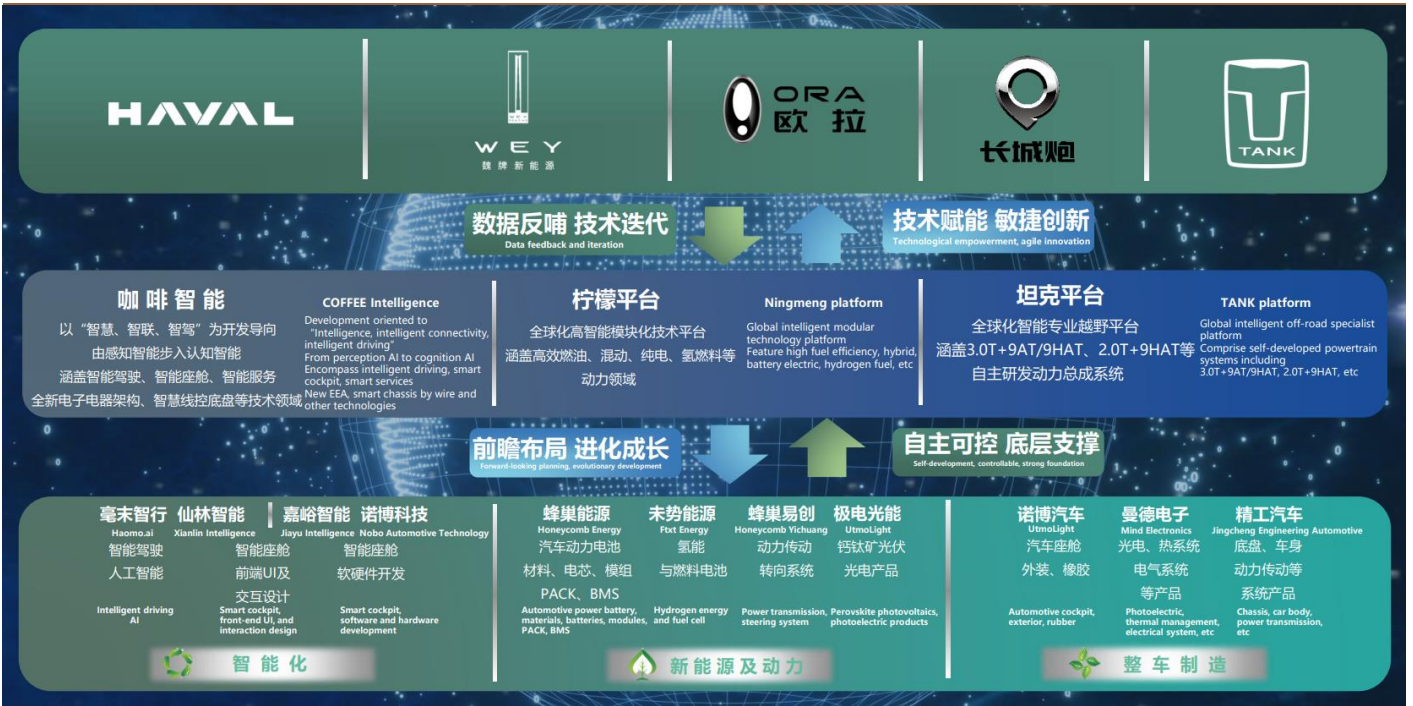 HAVAL
WEY
魏牌新能源
ORA
欧拉
长城炮
TANK
数据反哺 技术迭代
Data feedback and iteration
技术赋能 敏捷创新
Technological empowerment, agile innovation
咖啡智能
以“智慧、智联、智驾”为开发导向
由感知智能步入认知智能
涵盖智能驾驶、智能座舱、智能服务
全新电子电器架构、智慧线控底盘等技术领域
COFFEE Intelligence
Development oriented to
“Intelligence, intelligent connectivity,
intelligent driving”
From perception AI to cognition AI
Encompass intelligent driving, smart
cockpit, smart services
New EEA, smart chassis by wire and
other technologies
柠檬平台
全球化高智能模块化技术平台
涵盖高效燃油、混动、纯电、氢燃料等
动力领域
Ningmeng platform
Global intelligent modular
technology platform
Feature high fuel efficiency, hybrid,
battery electric, hydrogen fuel, etc
坦克平台
全球化智能专业越野平台
涵盖3.0T+9AT/9HAT、2.0T+9HAT等
自主研发动力总成系统
TANK platform
Global intelligent off-road specialist
platform
Comprise self-developed powertrain
systems including
3.0T+9AT/9HAT, 2.0T+9HAT, etc
前瞻布局 进化成长
Forward-looking planning, evolutionary development
自主可控 底层支撑
Self-development, controllable, strong foundation
毫末智行
Haomo.ai
智能驾驶
人工智能
Intelligent driving
AI
仙林智能
Xianlin Intelligence
智能座舱
前端UI及
交互设计
Smart cockpit,
front-end UI, and
interaction design
嘉峪智能 诺博科技
Jiayu Intelligence Nobo Automotive Technology
智能座舱
软硬件开发
Smart cockpit,
software and hardware
development
智能化
蜂巢能源
Honeycomb Energy
汽车动力电池
材料、电芯、模组
PACK、BMS
Automotive power battery,
materials, batteries, modules,
PACK, BMS
未势能源
Ftxt Energy
氢能
与燃料电池
Hydrogen energy
and fuel cell
蜂巢易创
Honeycomb Yichuang
动力传动
转向系统
Power transmission,
steering system
极电光能
UtmoLight
钙钛矿光伏
光电产品
Perovskite photovoltaics,
photoelectric products
新能源及动力
诺博汽车
UtmoLight
汽车座舱
外装、橡胶
Automotive cockpit,
exterior, rubber
曼德电子
Mind Electronics
光电、热系统
电气系统
等产品
Photoelectric,
thermal management,
electrical system, etc
精工汽车
Jingcheng Engineering Automotive
底盘、车身
动力传动等
系统产品
Chassis, car body,
power transmission,
etc
整车制造